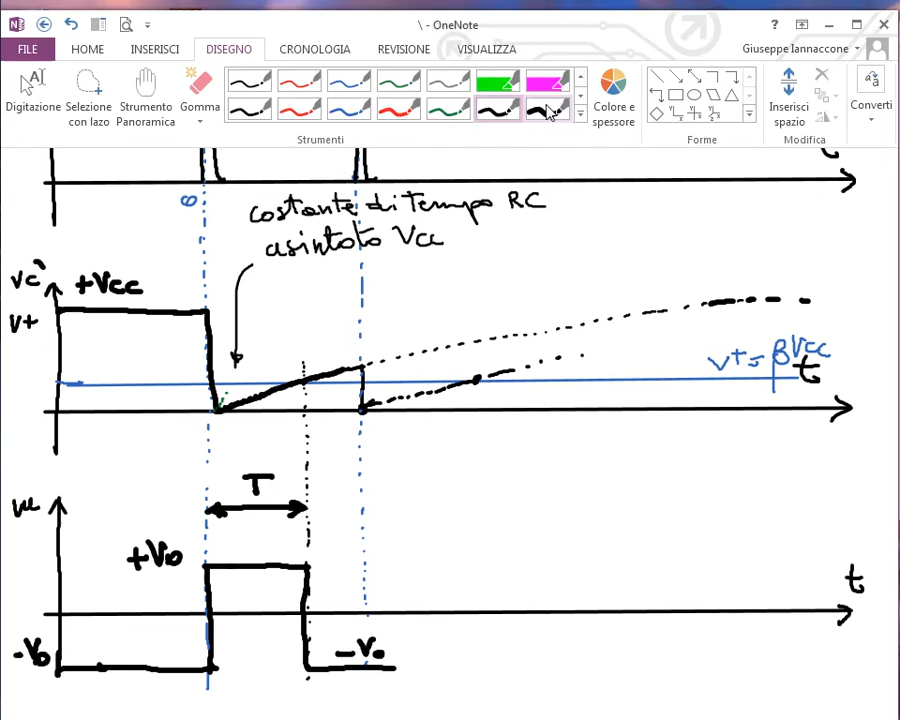 \ - OneNote
FILE HOME INSERISCI DISEGNO CRONOLOGIA REVISIONE VISUALIZZA Giuseppe Iannaccone
Digitazione
Selezione con lazo
Strumento Panoramica
Gomma
Colore e spessore
Inserisci spazio
Converti
Strumenti Forme Modifica
t
0
costante di tempo RC
asintoto Vcc
Vc +Vcc
V+
V+ = βVcc
t
T
Vu
+Vo
t
-Vo
-Vo